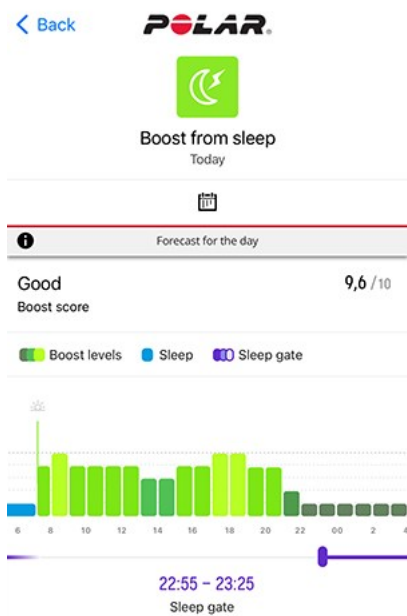 Back
POLAR.
Boost from sleep
Today
Forecast for the day
Good
9,6 /10
Boost score
Boost levels Sleep Sleep gate
6 8 10 12 14 16 18 20 22 00 2 4
22:55 – 23:25
Sleep gate